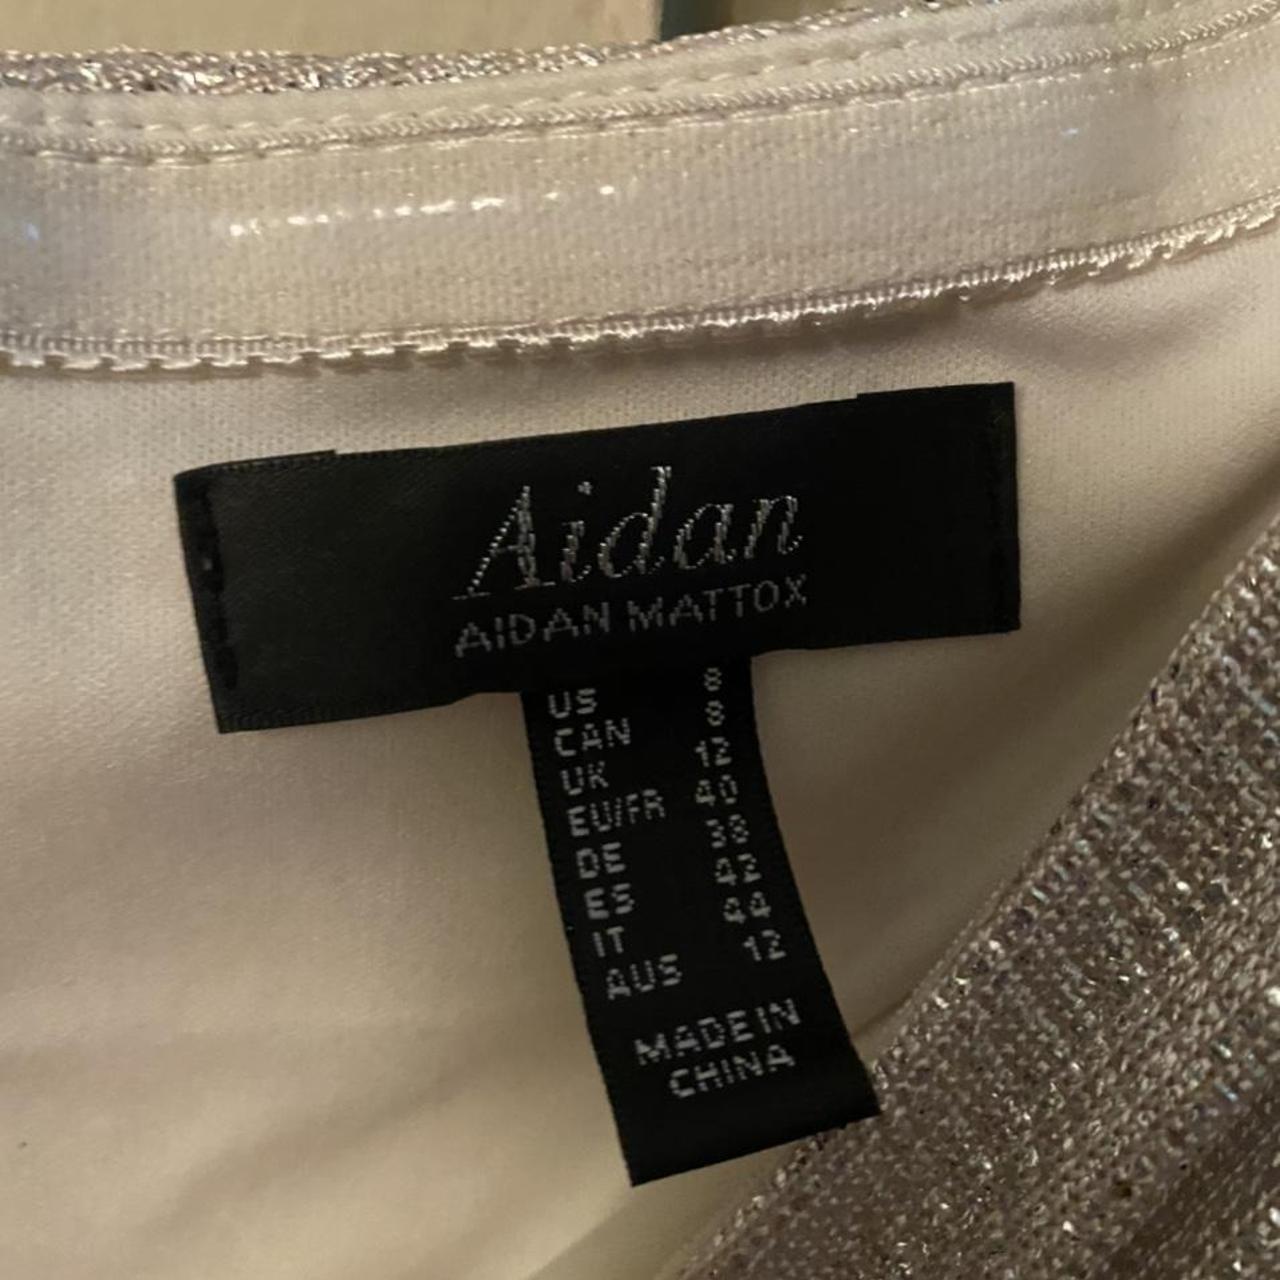 Aidan
AIDAN MATTOX
US 8
CAN 8
UK 12
EU/FR 40
DE 38
ES 42
IT 44
AUS 12
MADE IN
CHINA